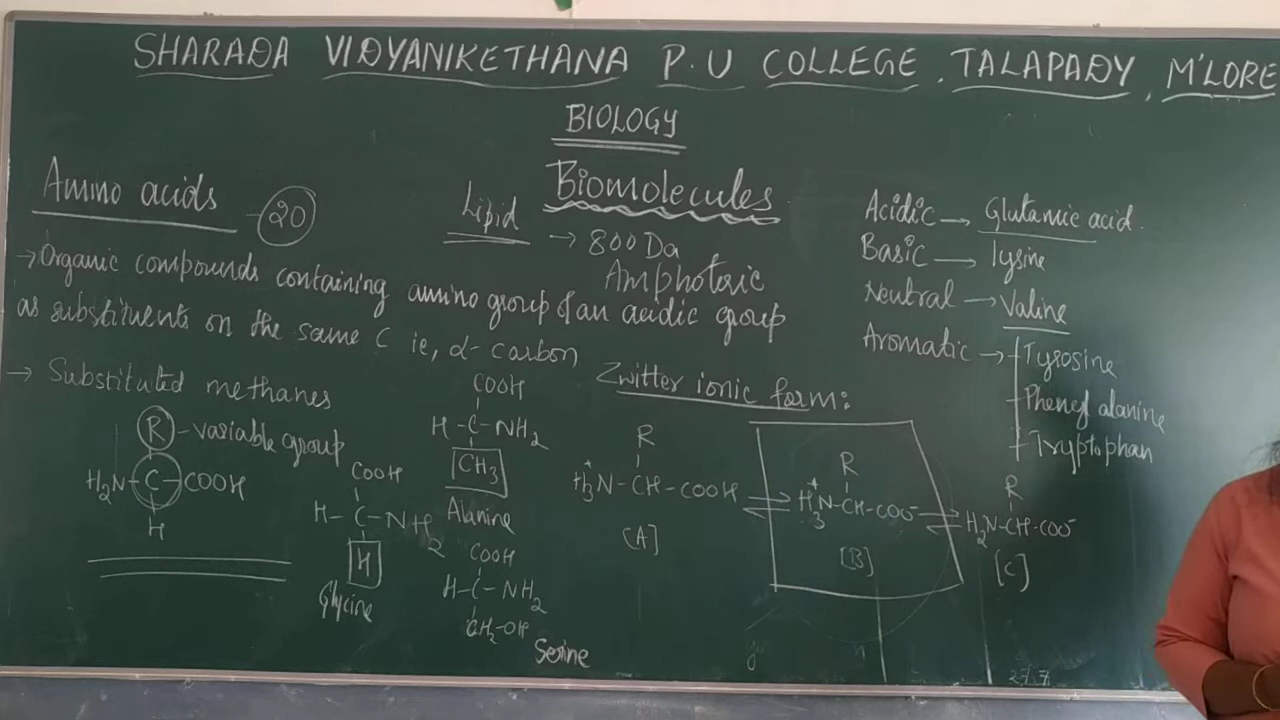 SHARADA VIDYANIKETHANA P.U COLLEGE, TALAPADY, M'LORE
BIOLOGY
Biomolecules
Amino acids - 20
→ Organic compounds containing amino group & an acidic group
as substituents on the same C ie, α- carbon
→ Substituted methanes
R - variable group
H₂N-C-COOH
H
COOH
H-C-NH₂
H
Glycine
COOH
H-C-NH₂
CH₃
Alanine
COOH
H-C-NH₂
CH₂-OH
Serine
Lipid → 800 Da
Amphoteric
Zwitter ionic form:
R
H₃N⁺-CH-COOH
[A]
⇌
R
H₃N⁺-CH-COO⁻
[B]
⇌
R
H₂N-CH-COO⁻
[C]
Acidic → Glutamic acid
Basic → lysine
Neutral → Valine
Aromatic → Tyrosine
Phenyl alanine
Tryptophan
27.7